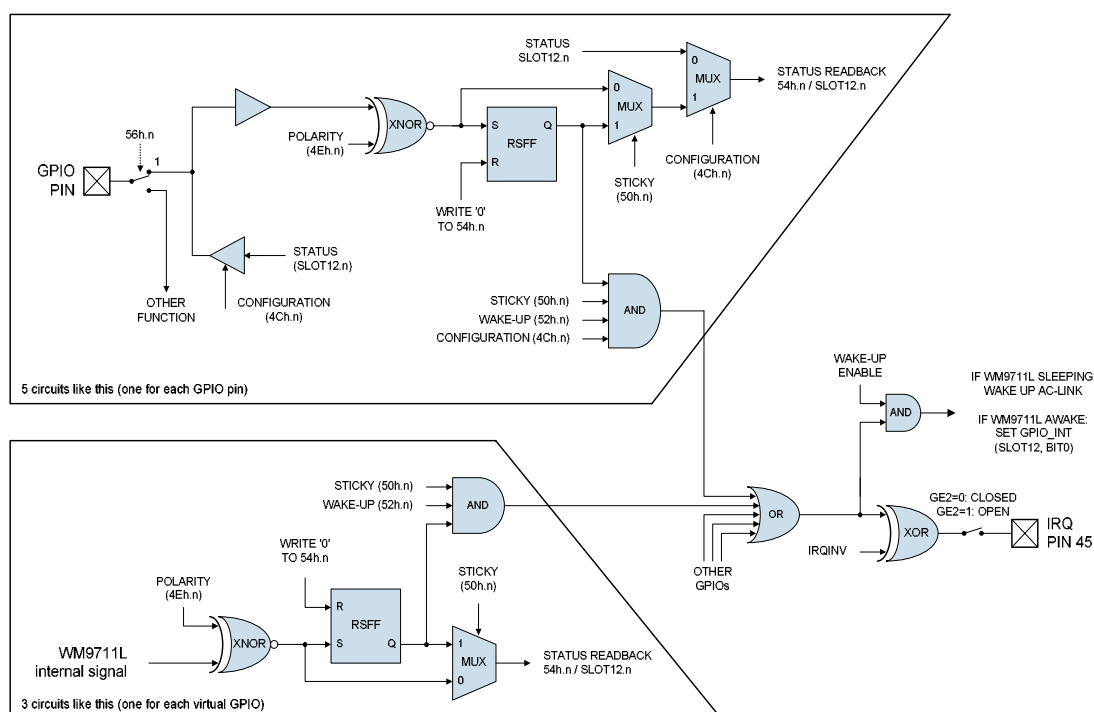 STATUS
SLOT12.n
0
MUX
1
STATUS READBACK
54h.n / SLOT12.n
0
MUX
1
XNOR
POLARITY
(4Eh.n)
S
Q
RSFF
R
56h.n
1
GPIO
PIN
CONFIGURATION
(4Ch.n)
STICKY
(50h.n)
WRITE '0'
TO 54h.n
STATUS
(SLOT12.n)
OTHER
FUNCTION
CONFIGURATION
(4Ch.n)
STICKY (50h.n)
WAKE-UP (52h.n)
CONFIGURATION (4Ch.n)
AND
5 circuits like this (one for each GPIO pin)
WAKE-UP
ENABLE
AND
IF WM9711L SLEEPING
WAKE UP AC-LINK
IF WM9711L AWAKE:
SET GPIO_INT
(SLOT12, BIT0)
STICKY (50h.n)
WAKE-UP (52h.n)
AND
OR
OTHER
GPIOs
IRQINV
XOR
GE2=0: CLOSED
GE2=1: OPEN
IRQ
PIN 45
WRITE '0'
TO 54h.n
STICKY
(50h.n)
POLARITY
(4Eh.n)
R
RSFF
S
Q
XNOR
1
MUX
0
WM9711L
internal signal
STATUS READBACK
54h.n / SLOT12.n
3 circuits like this (one for each virtual GPIO)